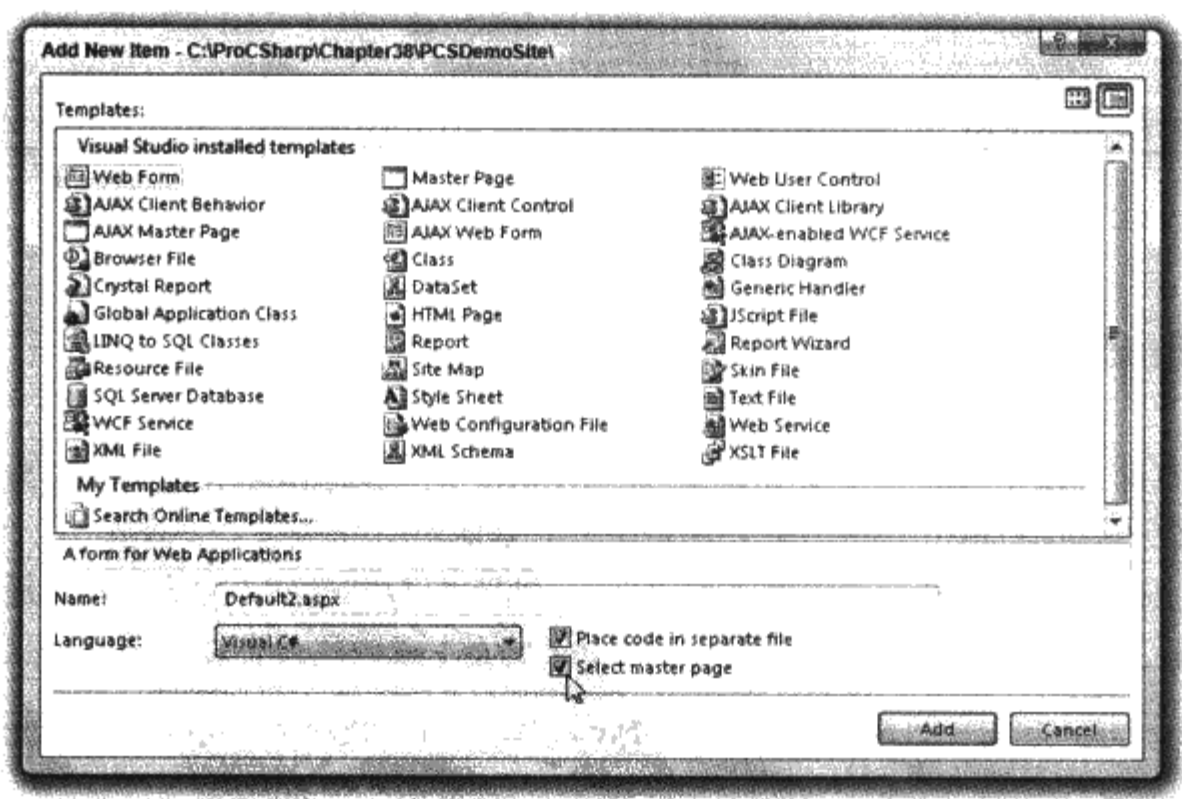 Add New Item - C:\ProCSharp\Chapter38\PCSDemoSite\
Templates:
Visual Studio installed templates
Web Form Master Page Web User Control
AJAX Client Behavior AJAX Client Control AJAX Client Library
AJAX Master Page AJAX Web Form AJAX-enabled WCF Service
Browser File Class Class Diagram
Crystal Report DataSet Generic Handler
Global Application Class HTML Page JScript File
LINQ to SQL Classes Report Report Wizard
Resource File Site Map Skin File
SQL Server Database Style Sheet Text File
WCF Service Web Configuration File Web Service
XML File XML Schema XSLT File
My Templates
Search Online Templates...
A form for Web Applications
Name: Default2.aspx
Language: Visual C# Place code in separate file
Select master page
Add Cancel